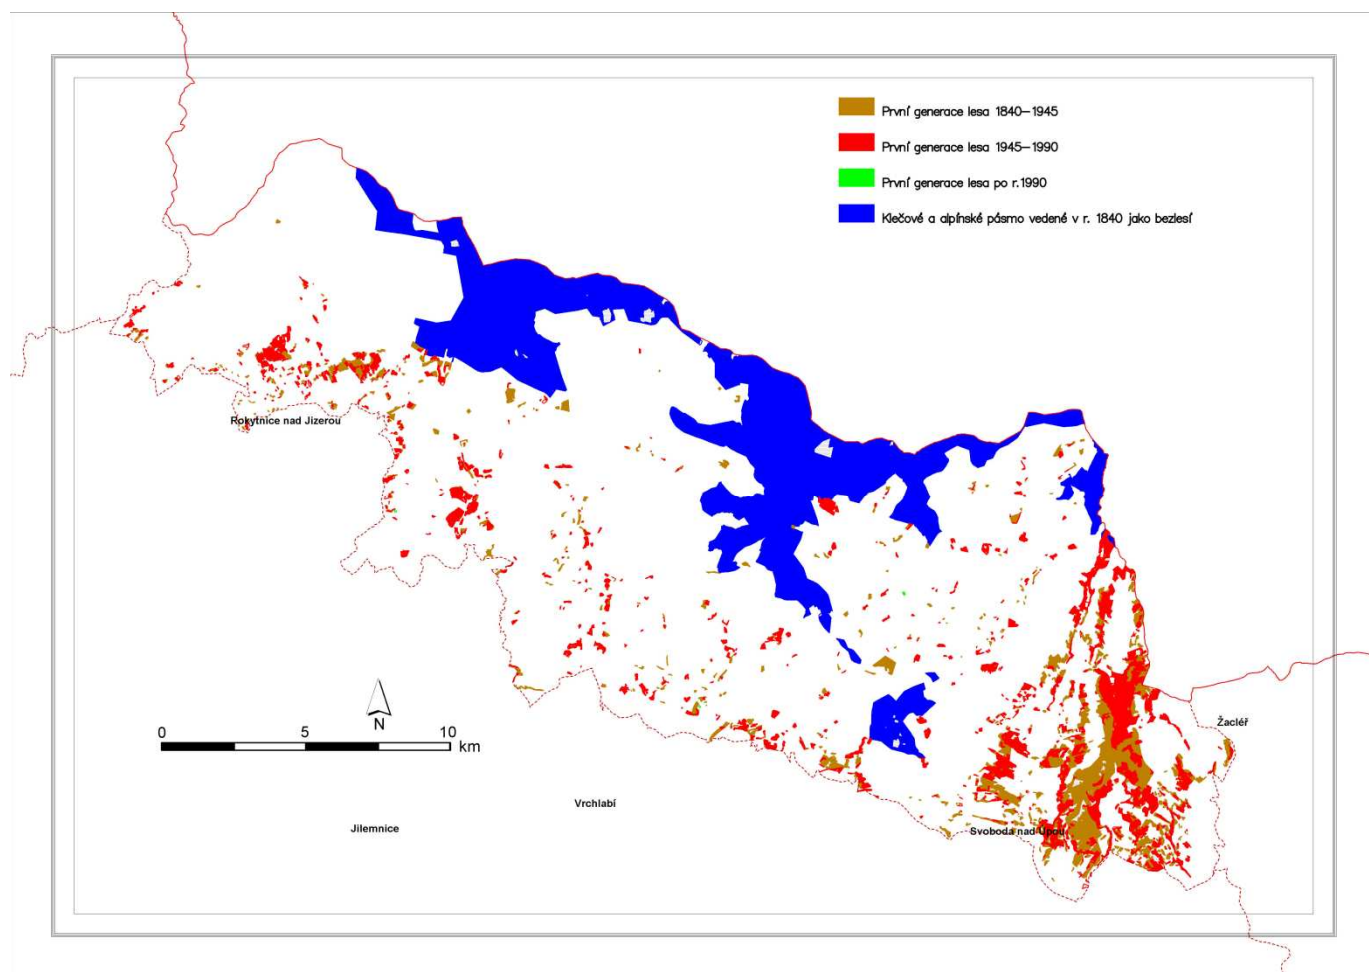 První generace lesa 1840–1945
První generace lesa 1945–1990
První generace lesa po r.1990
Klečové a alpínské pásmo vedené v r. 1840 jako bezlesí
Rokytnice nad Jizerou
N
0 5 10
km
Žacléř
Vrchlabí
Jilemnice
Svoboda nad Úpou